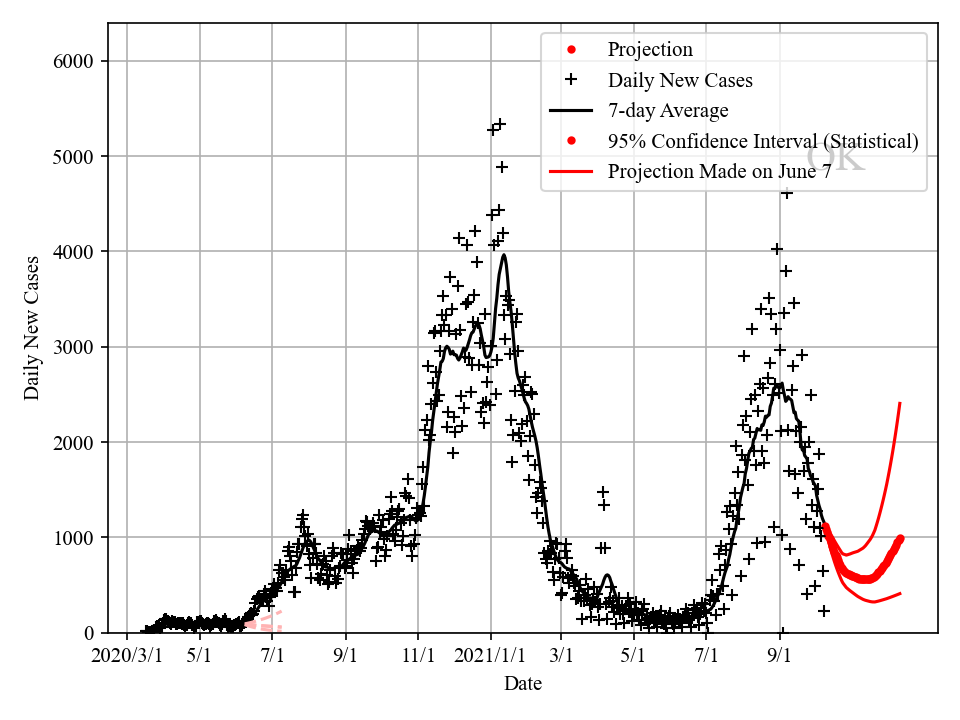 6000
5000
4000
3000
2000
1000
0
Daily New Cases
Projection
Daily New Cases
7-day Average
95% Confidence Interval (Statistical)
Projection Made on June 7
OK
2020/3/1 5/1 7/1 9/1 11/1 2021/1/1 3/1 5/1 7/1 9/1
Date